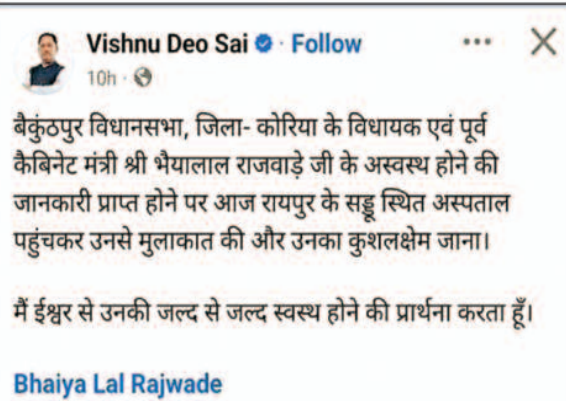 Vishnu Deo Sai · Follow
10h ·
बैकुंठपुर विधानसभा, जिला- कोरिया के विधायक एवं पूर्व
कैबिनेट मंत्री श्री भैयालाल राजवाड़े जी के अस्वस्थ होने की
जानकारी प्राप्त होने पर आज रायपुर के सड्डू स्थित अस्पताल
पहुंचकर उनसे मुलाकात की और उनका कुशलक्षेम जाना।
मैं ईश्वर से उनकी जल्द से जल्द स्वस्थ होने की प्रार्थना करता हूँ।
Bhaiya Lal Rajwade